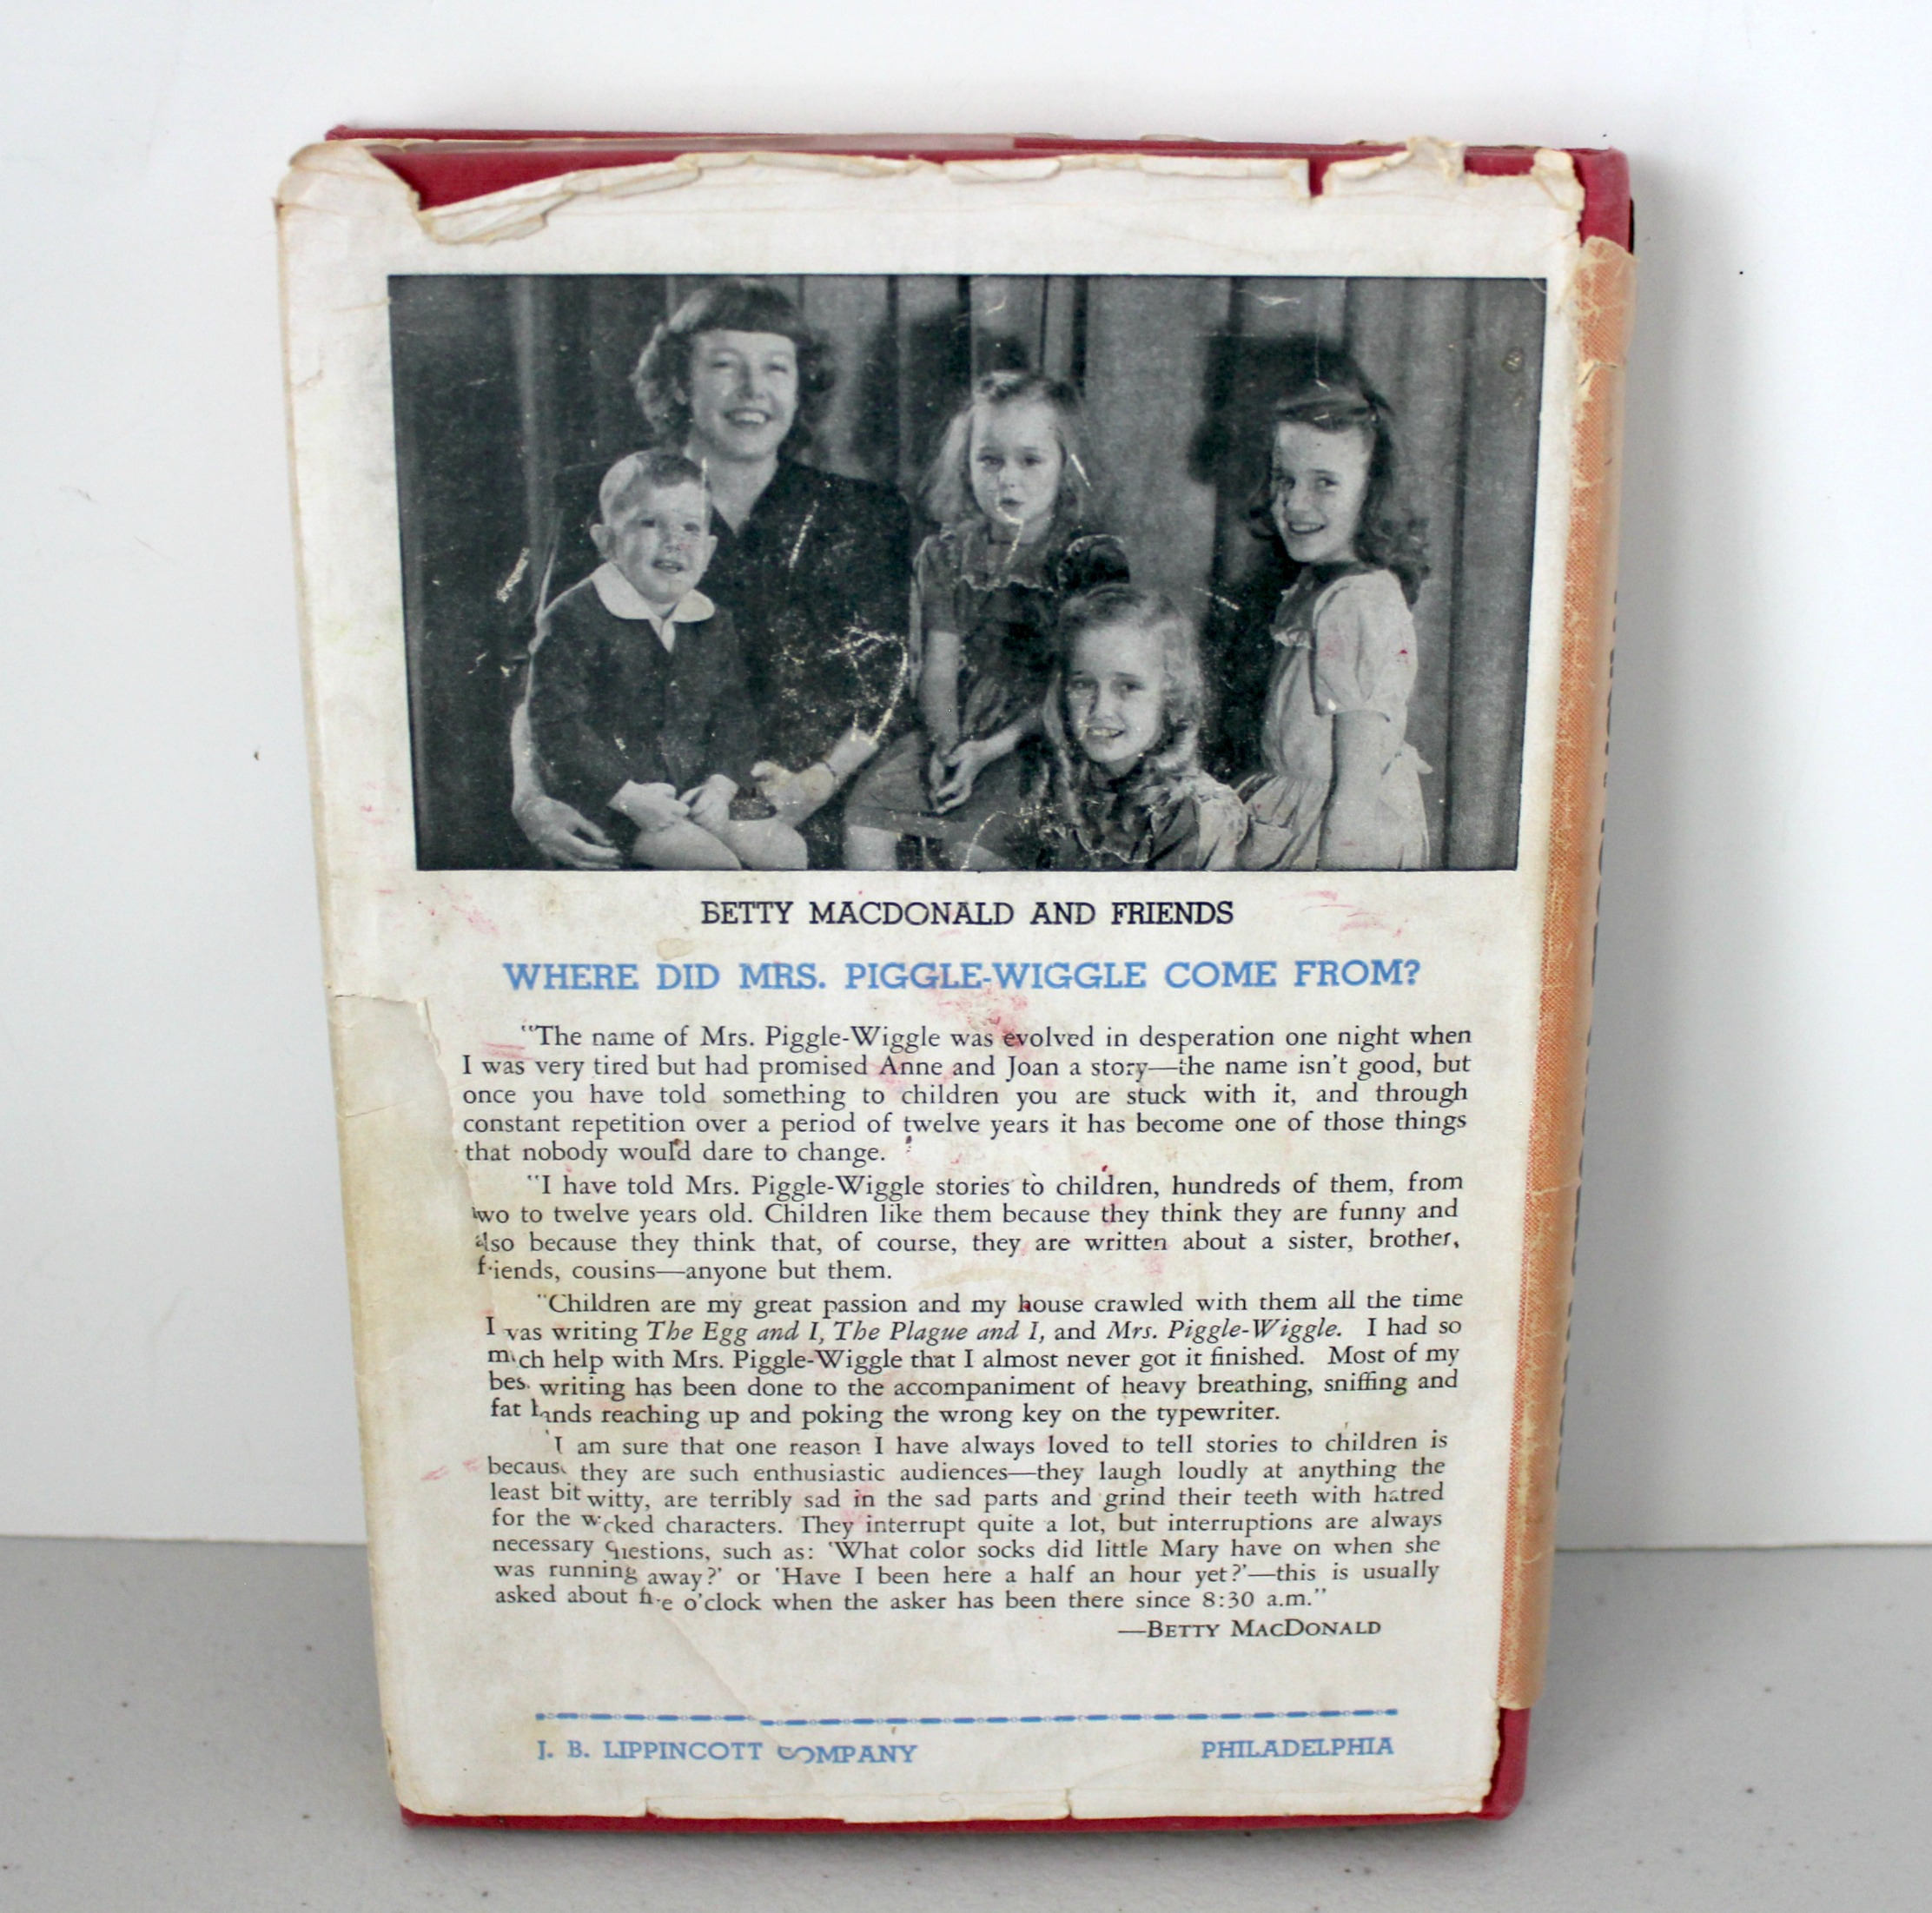 BETTY MACDONALD AND FRIENDS
WHERE DID MRS. PIGGLE-WIGGLE COME FROM?
"The name of Mrs. Piggle-Wiggle was evolved in desperation one night when
I was very tired but had promised Anne and Joan a story—the name isn't good, but
once you have told something to children you are stuck with it, and through
constant repetition over a period of twelve years it has become one of those things
that nobody would dare to change.
"I have told Mrs. Piggle-Wiggle stories to children, hundreds of them, from
two to twelve years old. Children like them because they think they are funny and
also because they think that, of course, they are written about a sister, brother,
friends, cousins—anyone but them.
"Children are my great passion and my house crawled with them all the time
I was writing The Egg and I, The Plague and I, and Mrs. Piggle-Wiggle. I had so
much help with Mrs. Piggle-Wiggle that I almost never got it finished. Most of my
best writing has been done to the accompaniment of heavy breathing, sniffing and
fat hands reaching up and poking the wrong key on the typewriter.
"I am sure that one reason I have always loved to tell stories to children is
because they are such enthusiastic audiences—they laugh loudly at anything the
least bit witty, are terribly sad in the sad parts and grind their teeth with hatred
for the wicked characters. They interrupt quite a lot, but interruptions are always
necessary questions, such as: 'What color socks did little Mary have on when she
was running away?' or 'Have I been here a half an hour yet?'—this is usually
asked about five o'clock when the asker has been there since 8:30 a.m."
—BETTY MACDONALD
J. B. LIPPINCOTT COMPANY PHILADELPHIA